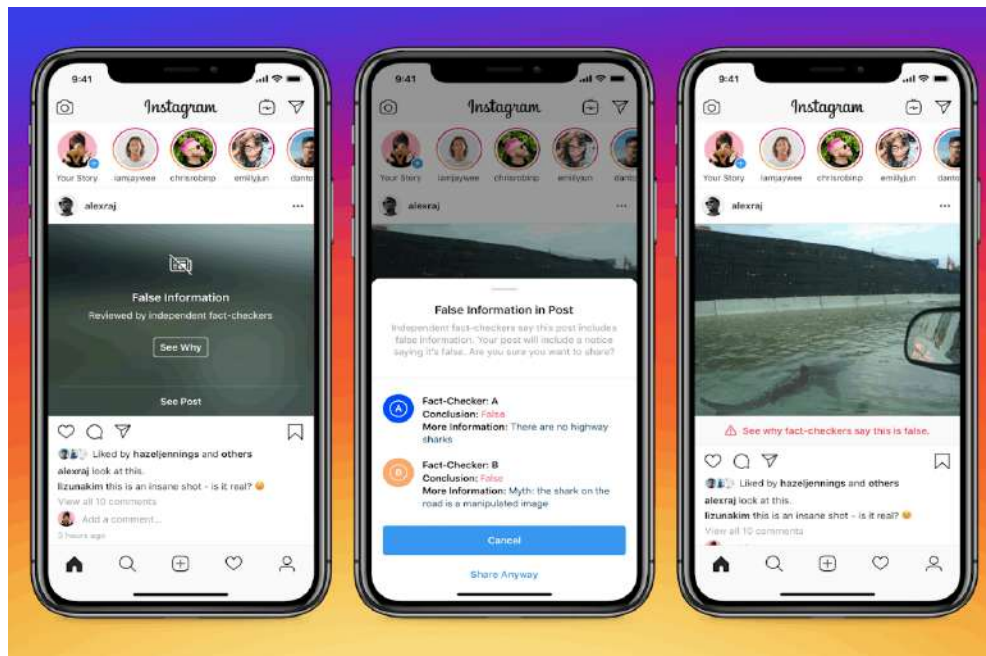 9:41
Instagram
Your Story iamjaywee chrisrobinp emilyjun danto
alexraj
False Information
Reviewed by independent fact-checkers
See Why
See Post
Liked by hazeljennings and others
alexraj look at this.
lizunakim this is an insane shot - is it real?
View all 10 comments
Add a comment...
3 hours ago
9:41
Instagram
Your Story iamjaywee chrisrobinp emilyjun danto
alexraj
False Information in Post
Independent fact-checkers say this post includes
false information. Your post will include a notice
saying it's false. Are you sure you want to share?
A
Fact-Checker: A
Conclusion: False
More Information: There are no highway
sharks
B
Fact-Checker: B
Conclusion: False
More Information: Myth: the shark on the
road is a manipulated image
Cancel
Share Anyway
9:41
Instagram
Your Story iamjaywee chrisrobinp emilyjun danto
alexraj
See why fact-checkers say this is false.
Liked by hazeljennings and others
alexraj look at this.
lizunakim this is an insane shot - is it real?
View all 10 comments